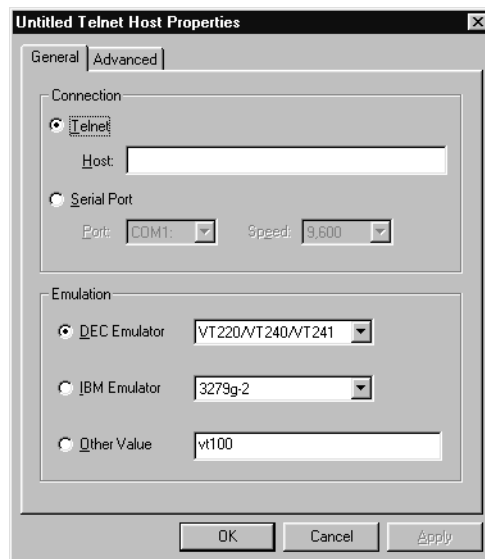 Untitled Telnet Host Properties
General Advanced
Connection
Telnet
Host:
Serial Port
Port: COM1: Speed: 9,600
Emulation
DEC Emulator VT220/VT240/VT241
IBM Emulator 3279g-2
Other Value vt100
OK Cancel Apply